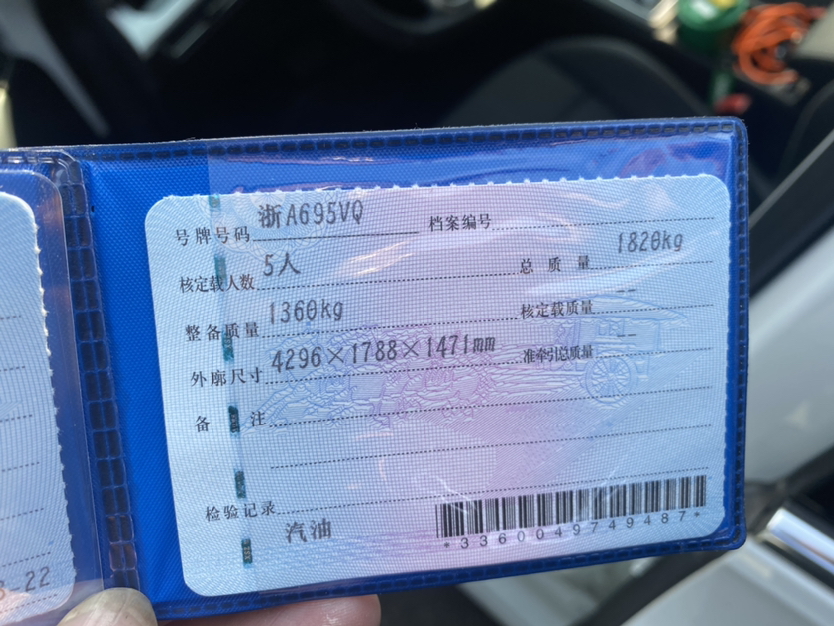 号牌号码 浙A695VQ 档案编号
核定载人数 5人 总质量 1820kg
整备质量 1360kg 核定载质量 --
外廓尺寸 4296×1788×1471mm 准牵引总质量 --
备注
检验记录
汽油
*3360049749487*
3.22